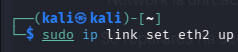 ┌──(kali㉿kali)-[~]
└─$ sudo ip link set eth2 up